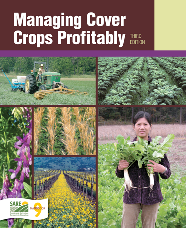 Managing Cover
Crops Profitably
THIRD
EDITION
SARE